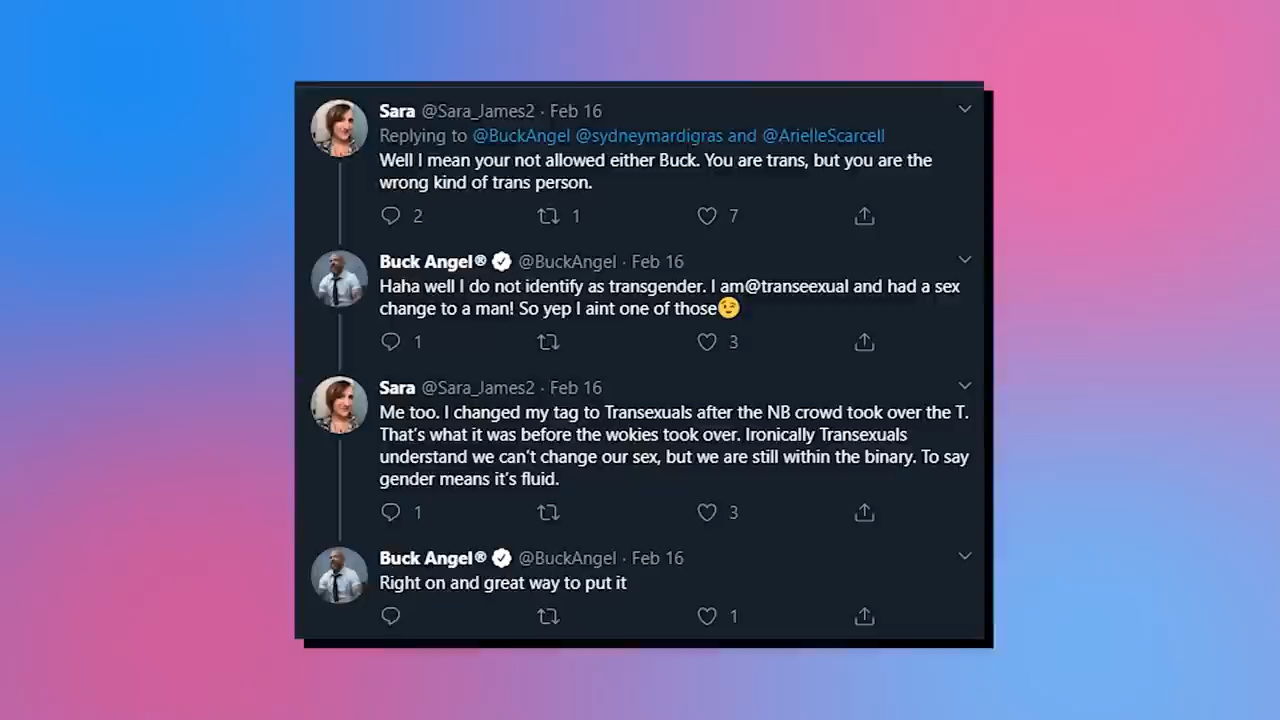 Sara @Sara_James2 · Feb 16
Replying to @BuckAngel @sydneymardigras and @ArielleScarcell
Well I mean your not allowed either Buck. You are trans, but you are the
wrong kind of trans person.
2 1 7
Buck Angel® @BuckAngel · Feb 16
Haha well I do not identify as transgender. I am@transeexual and had a sex
change to a man! So yep I aint one of those😉
1 3
Sara @Sara_James2 · Feb 16
Me too. I changed my tag to Transexuals after the NB crowd took over the T.
That's what it was before the wokies took over. Ironically Transexuals
understand we can't change our sex, but we are still within the binary. To say
gender means it's fluid.
1 3
Buck Angel® @BuckAngel · Feb 16
Right on and great way to put it
1